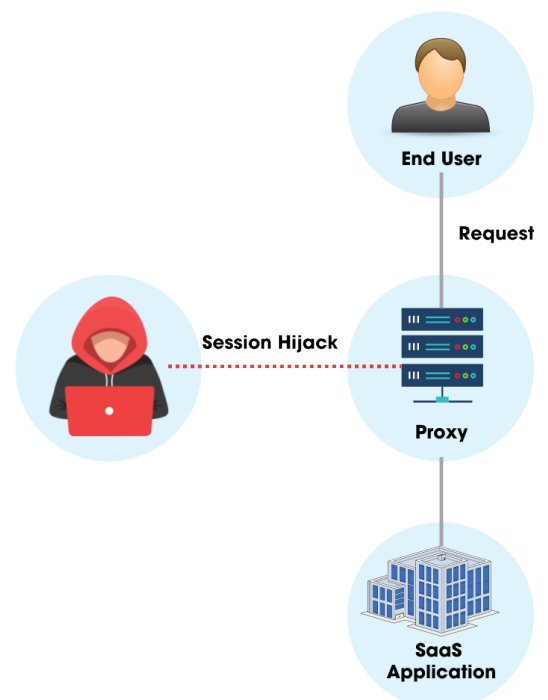 End User
Request
Session Hijack
Proxy
SaaS
Application